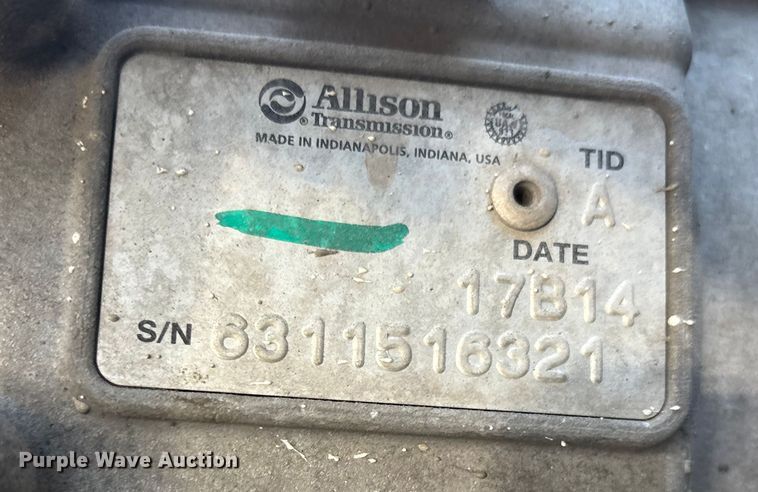 Allison
Transmission®
MADE IN INDIANAPOLIS, INDIANA, USA
TID
A
DATE
17B14
S/N 6311516321
Purple Wave Auction